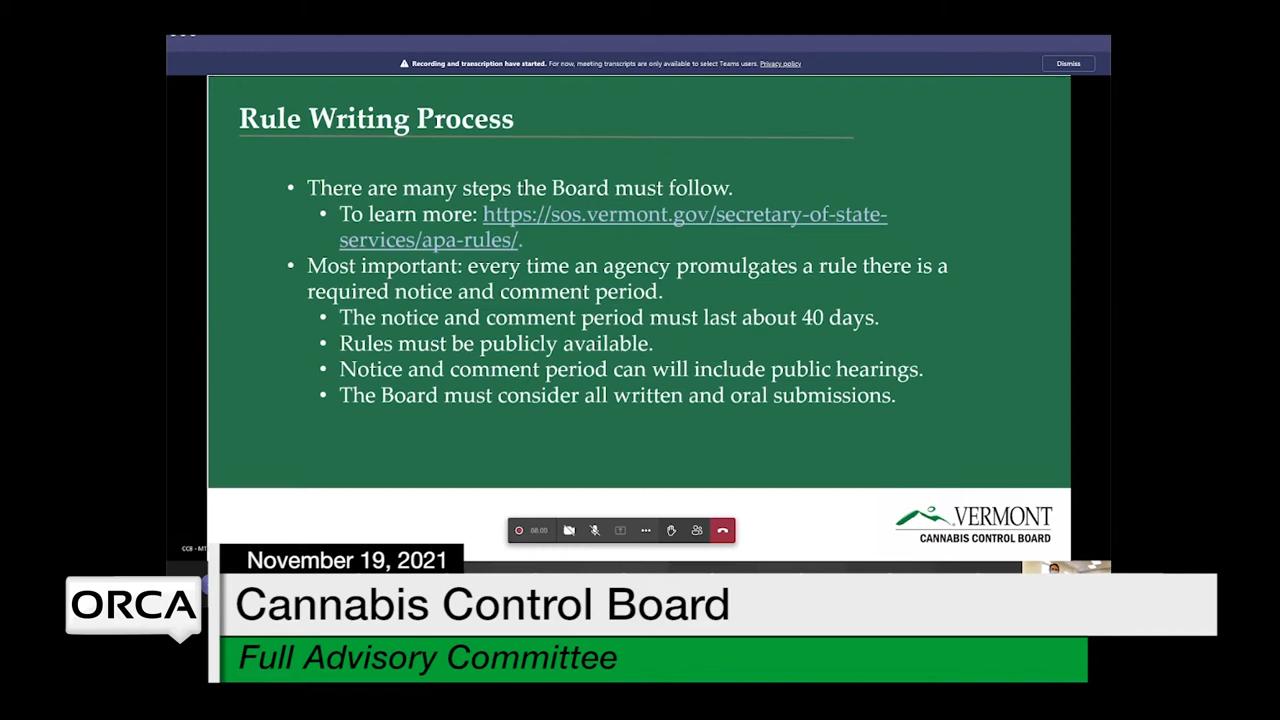 Recording and transcription have started. For now, meeting transcripts are only available to select Teams users. Privacy policy
Dismiss
Rule Writing Process
• There are many steps the Board must follow.
• To learn more: https://sos.vermont.gov/secretary-of-state-
services/apa-rules/.
• Most important: every time an agency promulgates a rule there is a
required notice and comment period.
• The notice and comment period must last about 40 days.
• Rules must be publicly available.
• Notice and comment period can will include public hearings.
• The Board must consider all written and oral submissions.
VERMONT
CANNABIS CONTROL BOARD
November 19, 2021
ORCA
Cannabis Control Board
Full Advisory Committee